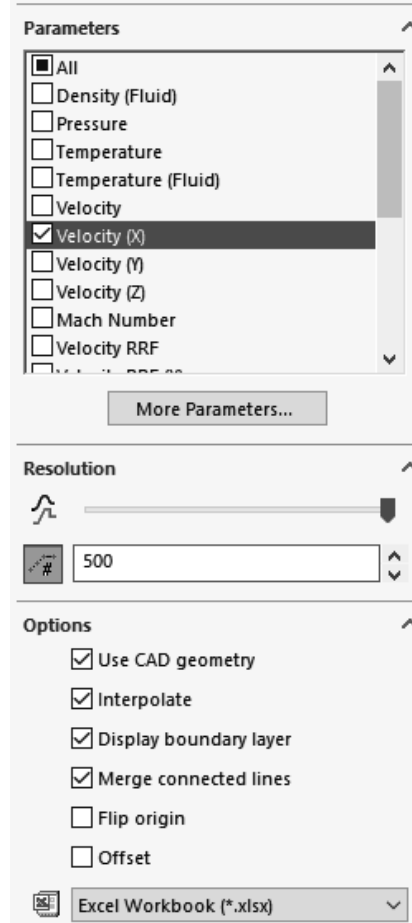 Parameters
All
Density (Fluid)
Pressure
Temperature
Temperature (Fluid)
Velocity
Velocity (X)
Velocity (Y)
Velocity (Z)
Mach Number
Velocity RRF
More Parameters...
Resolution
#
500
Options
Use CAD geometry
Interpolate
Display boundary layer
Merge connected lines
Flip origin
Offset
Excel Workbook (*.xlsx)